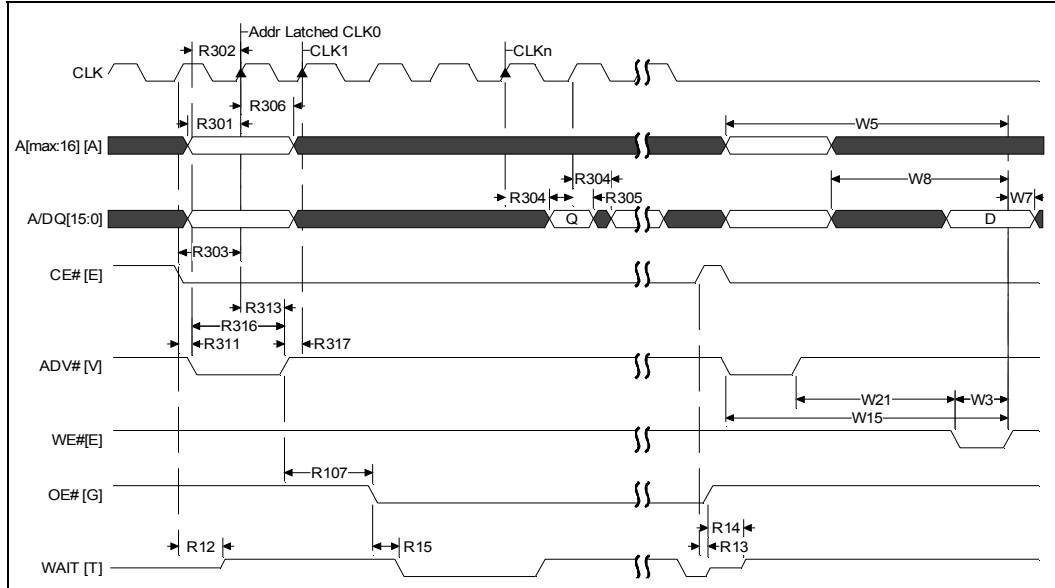 Addr Latched CLK0
R302
CLK1
CLKn
CLK
R306
R301
W5
A[max:16] [A]
R304
W8
R304
R305
W7
A/DQ[15:0]
Q
D
R303
CE# [E]
R313
R316
R311
R317
ADV# [V]
W21
W3
W15
WE#[E]
R107
OE# [G]
R14
R12
R15
R13
WAIT [T]